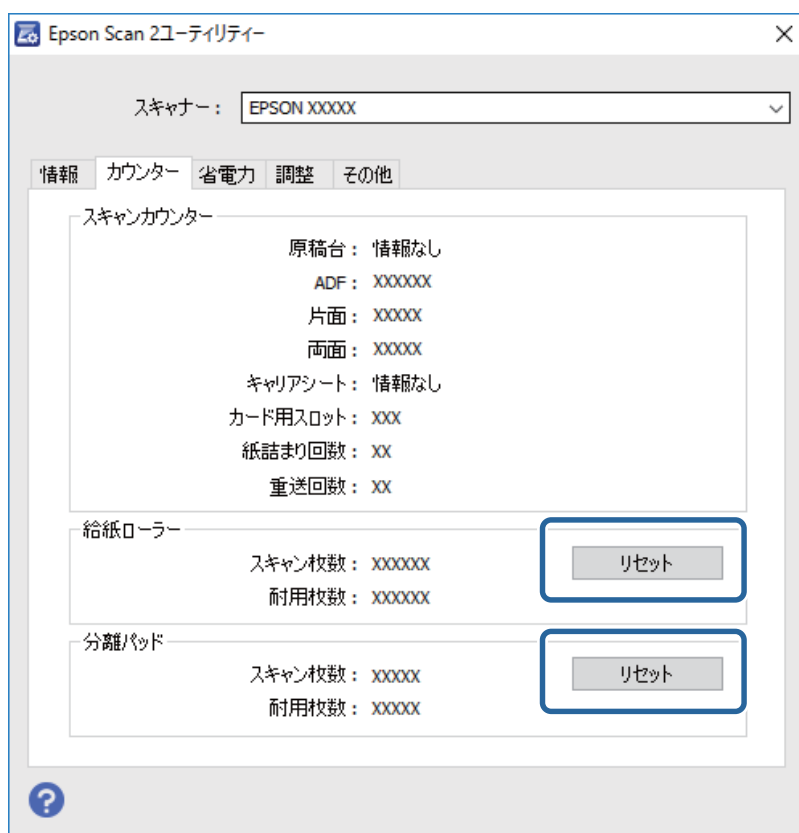 Epson Scan 2ユーティリティー
スキャナー： EPSON XXXXX
情報 カウンター 省電力 調整 その他
スキャンカウンター
原稿台： 情報なし
ADF： XXXXXX
片面： XXXXX
両面： XXXXX
キャリアシート： 情報なし
カード用スロット： XXX
紙詰まり回数： XX
重送回数： XX
給紙ローラー
スキャン枚数： XXXXXX リセット
耐用枚数： XXXXXX
分離パッド
スキャン枚数： XXXXX リセット
耐用枚数： XXXXX
?